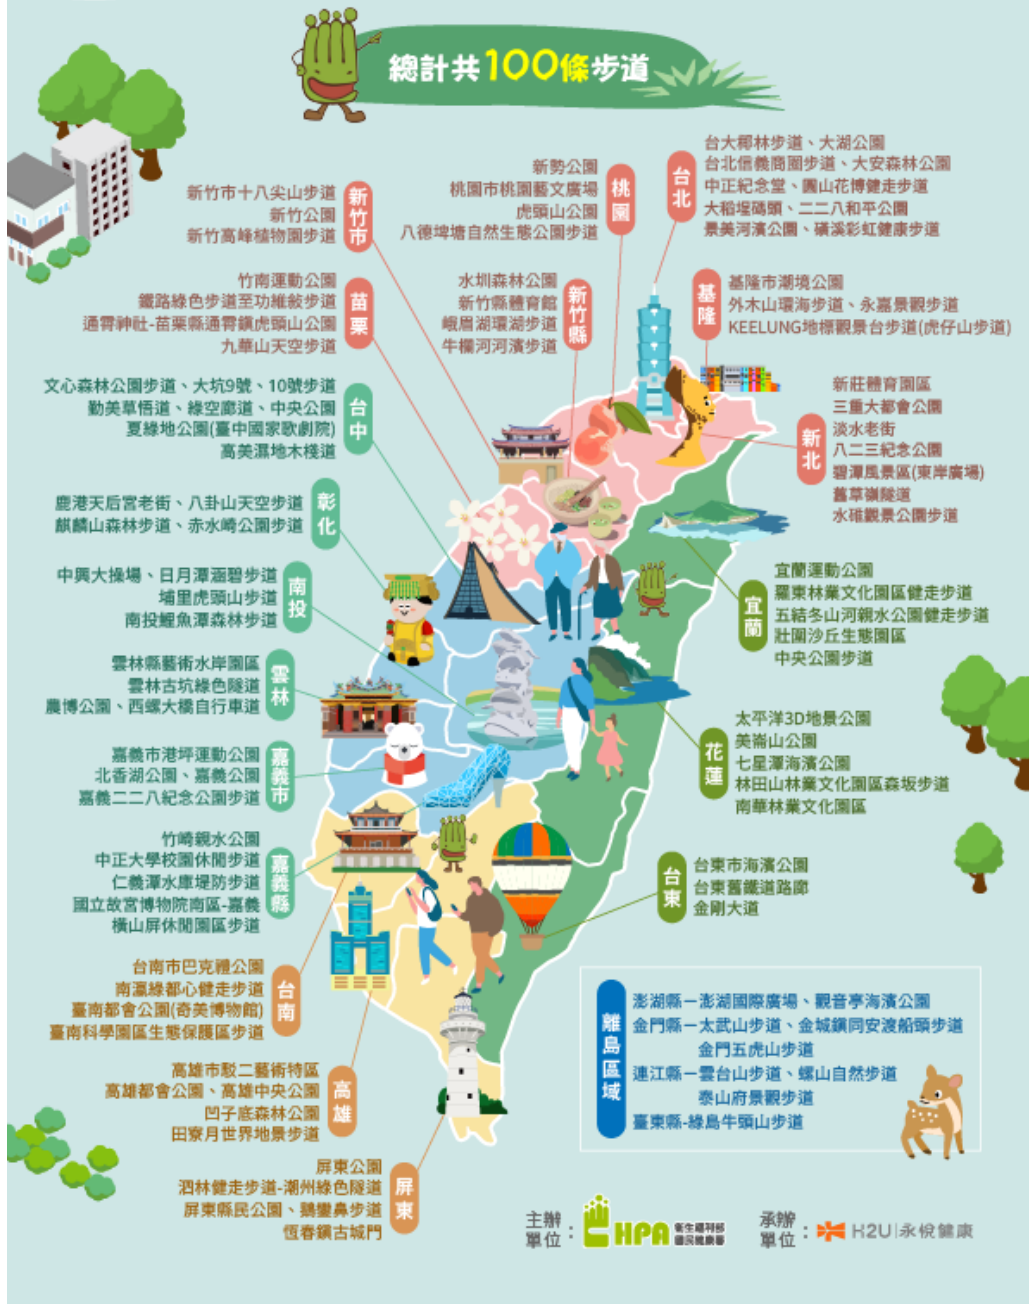 總計共100條步道
台北
台大椰林步道、大湖公園
台北信義商圈步道、大安森林公園
中正紀念堂、圓山花博健走步道
大稻埕碼頭、二二八和平公園
景美河濱公園、磺溪彩虹健康步道
桃園
新勢公園
桃園市桃園藝文廣場
虎頭山公園
八德埤塘自然生態公園步道
新竹市
新竹市十八尖山步道
新竹公園
新竹高峰植物園步道
基隆
基隆市潮境公園
外木山環海步道、永嘉景觀步道
KEELUNG地標觀景台步道(虎仔山步道)
新竹縣
水圳森林公園
新竹縣體育館
峨眉湖環湖步道
牛欄河河濱步道
苗栗
竹南運動公園
鐵路綠色步道至功維敍步道
通霄神社-苗栗縣通霄鎮虎頭山公園
九華山天空步道
新北
新莊體育園區
三重大都會公園
淡水老街
八二三紀念公園
碧潭風景區(東岸廣場)
舊草嶺隧道
水碓觀景公園步道
台中
文心森林公園步道、大坑9號、10號步道
勤美草悟道、綠空廊道、中央公園
夏綠地公園(臺中國家歌劇院)
高美濕地木棧道
彰化
鹿港天后宮老街、八卦山天空步道
麒麟山森林步道、赤水崎公園步道
南投
中興大操場、日月潭涵碧步道
埔里虎頭山步道
南投鯉魚潭森林步道
宜蘭
宜蘭運動公園
羅東林業文化園區健走步道
五結冬山河親水公園健走步道
壯圍沙丘生態園區
中央公園步道
雲林
雲林縣藝術水岸園區
雲林古坑綠色隧道
農博公園、西螺大橋自行車道
花蓮
太平洋3D地景公園
美崙山公園
七星潭海濱公園
林田山林業文化園區森坂步道
南華林業文化園區
嘉義市
嘉義市港坪運動公園
北香湖公園、嘉義公園
嘉義二二八紀念公園步道
嘉義縣
竹崎親水公園
中正大學校園休閒步道
仁義潭水庫堤防步道
國立故宮博物院南區-嘉義
橫山屏休閒園區步道
台東
台東市海濱公園
台東舊鐵道路廊
金剛大道
台南
台南市巴克禮公園
南瀛綠都心健走步道
臺南都會公園(奇美博物館)
臺南科學園區生態保護區步道
高雄
高雄市駁二藝術特區
高雄都會公園、高雄中央公園
凹子底森林公園
田寮月世界地景步道
屏東
屏東公園
泗林健走步道-潮州綠色隧道
屏東縣民公園、鵝鑾鼻步道
恆春鎮古城門
離島區域
澎湖縣－澎湖國際廣場、觀音亭海濱公園
金門縣－太武山步道、金城鎮同安渡船頭步道
金門五虎山步道
連江縣－雲台山步道、螺山自然步道
泰山府景觀步道
臺東縣-綠島牛頭山步道
主辦單位：
HPA 衛生福利部國民健康署
承辦單位：
H2U永悅健康